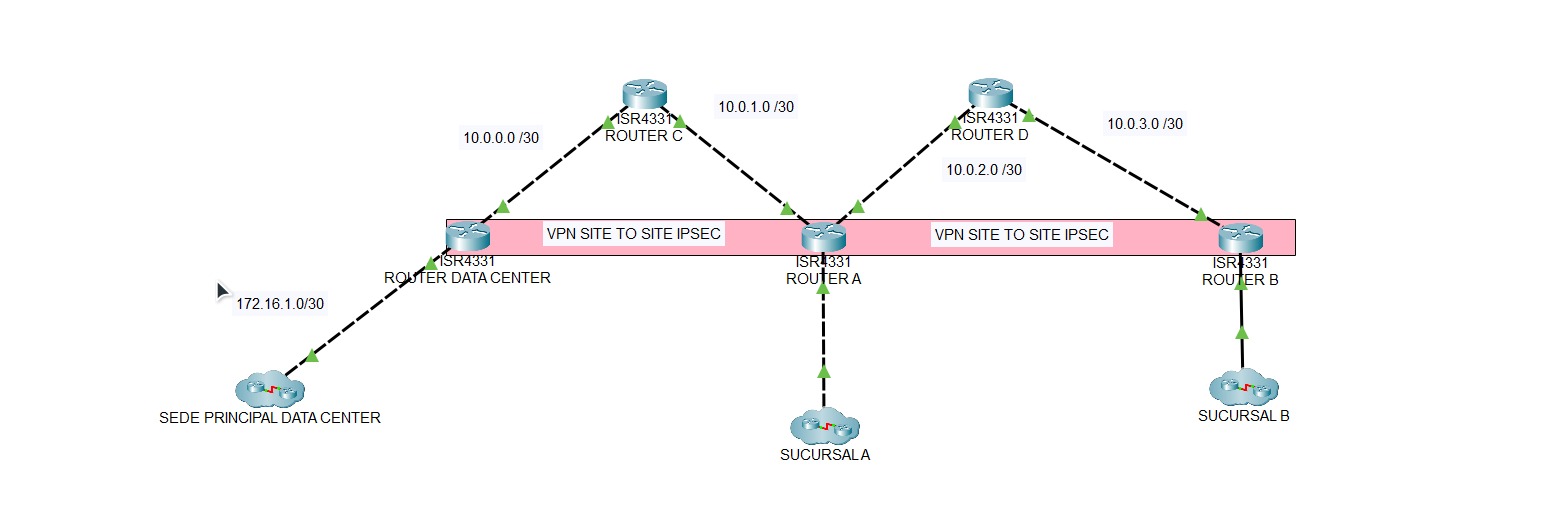 10.0.1.0 /30
10.0.3.0 /30
ISR4331
ROUTER C
ISR4331
ROUTER D
10.0.0.0 /30
10.0.2.0 /30
VPN SITE TO SITE IPSEC
VPN SITE TO SITE IPSEC
ISR4331
ROUTER DATA CENTER
ISR4331
ROUTER A
ISR4331
ROUTER B
172.16.1.0/30
SEDE PRINCIPAL DATA CENTER
SUCURSAL A
SUCURSAL B